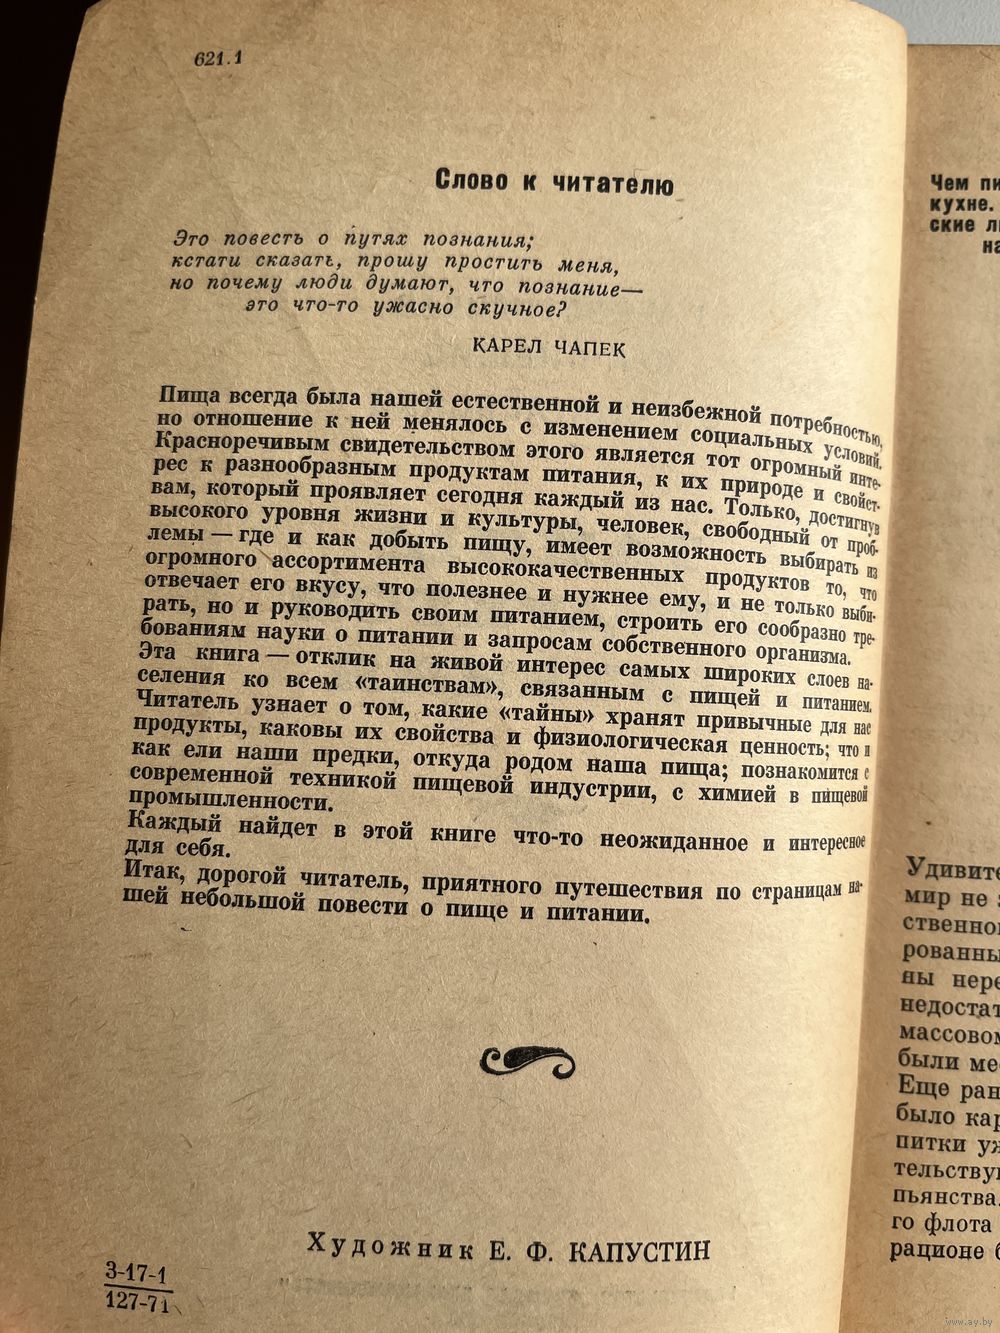 621.1
Слово к читателю
Это повесть о путях познания;
кстати сказать, прошу простить меня,
но почему люди думают, что познание—
это что-то ужасно скучное?
КАРЕЛ ЧАПЕК
Пища всегда была нашей естественной и неизбежной потребностью,
но отношение к ней менялось с изменением социальных условий.
Красноречивым свидетельством этого является тот огромный инте-
рес к разнообразным продуктам питания, к их природе и свойст-
вам, который проявляет сегодня каждый из нас. Только, достигнув
высокого уровня жизни и культуры, человек, свободный от проб-
лемы — где и как добыть пищу, имеет возможность выбирать из
огромного ассортимента высококачественных продуктов то, что
отвечает его вкусу, что полезнее и нужнее ему, и не только выби-
рать, но и руководить своим питанием, строить его сообразно тре-
бованиям науки о питании и запросам собственного организма.
Эта книга — отклик на живой интерес самых широких слоев на-
селения ко всем «таинствам», связанным с пищей и питанием.
Читатель узнает о том, какие «тайны» хранят привычные для нас
продукты, каковы их свойства и физиологическая ценность; что и
как ели наши предки, откуда родом наша пища; познакомится с
современной техникой пищевой индустрии, с химией в пищевой
промышленности.
Каждый найдет в этой книге что-то неожиданное и интересное
для себя.
Итак, дорогой читатель, приятного путешествия по страницам на-
шей небольшой повести о пище и питании.
Художник Е. Ф. КАПУСТИН
3-17-1
127-71
Чем пи
кухне.
ские л
на
Удивите
мир не
ственной
рованны
ны нере
недостат
массовом
были ме
Еще ран
было кар
питки уж
тельству
пьянства.
го флота
рационе б
www.ay.by